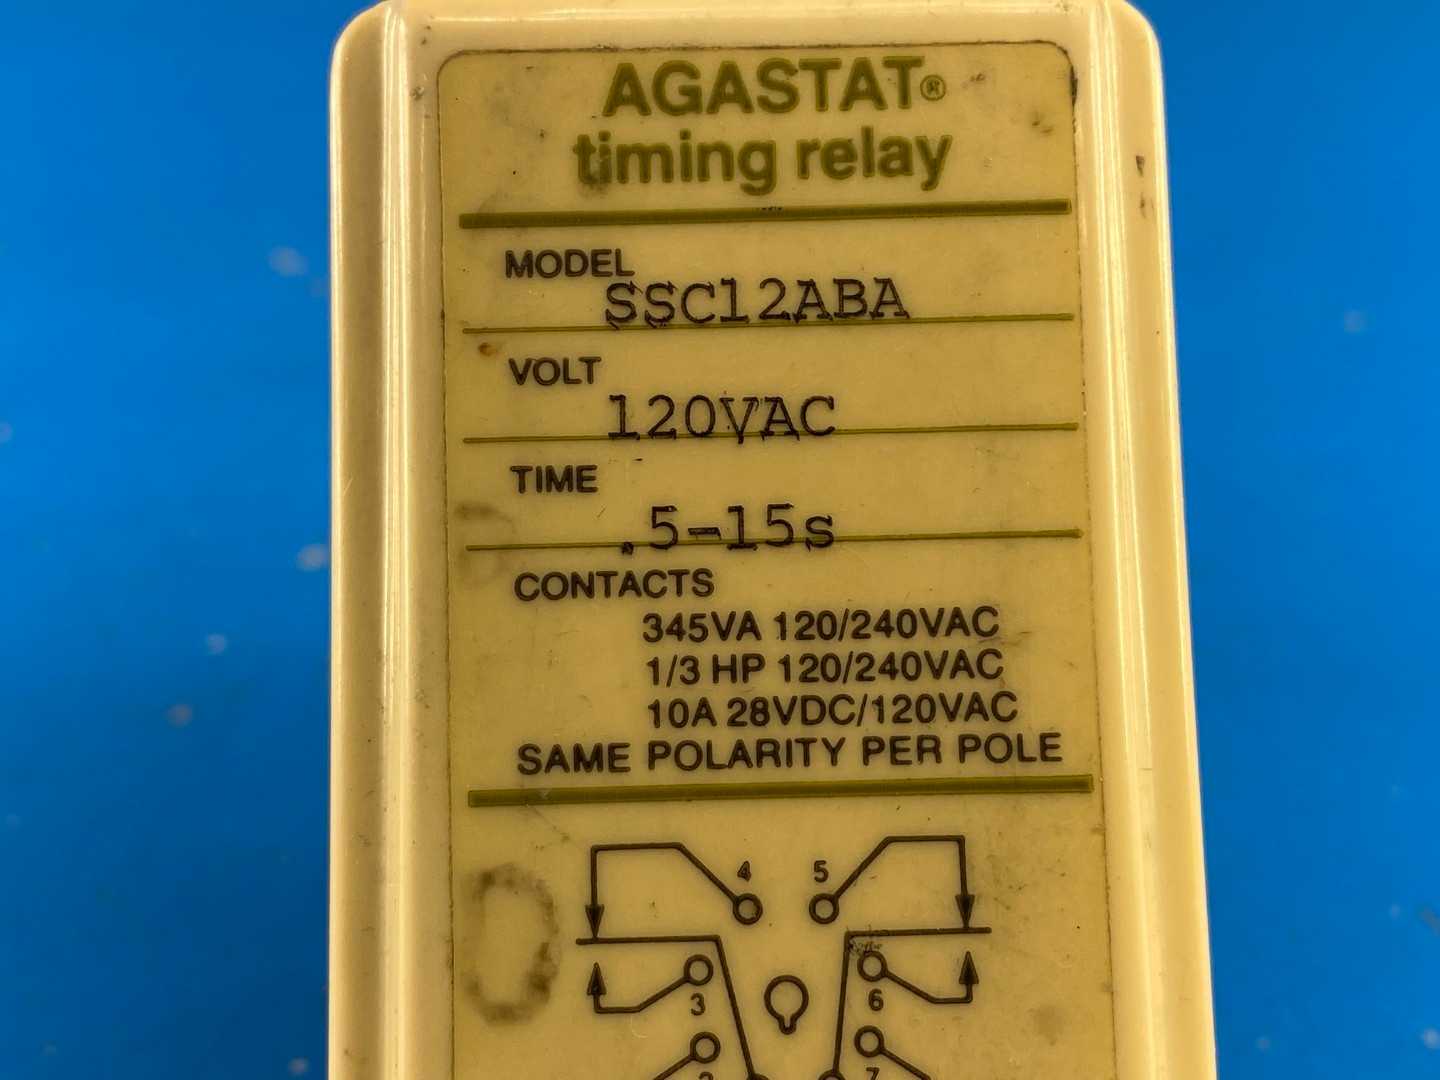 AGASTAT®
timing relay
MODEL
SSC12ABA
VOLT
120VAC
TIME
.5-15s
CONTACTS
345VA 120/240VAC
1/3 HP 120/240VAC
10A 28VDC/120VAC
SAME POLARITY PER POLE
4 5
3 6